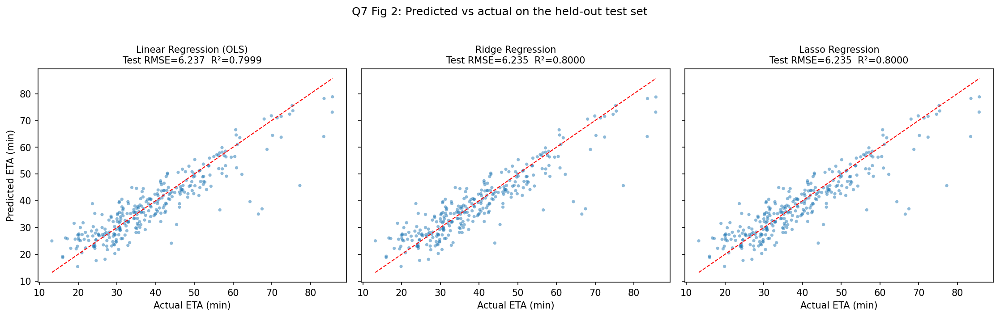 Q7 Fig 2: Predicted vs actual on the held-out test set
Linear Regression (OLS)
Test RMSE=6.237  R²=0.7999
Predicted ETA (min)
80
70
60
50
40
30
20
10
10 20 30 40 50 60 70 80
Actual ETA (min)
Ridge Regression
Test RMSE=6.235  R²=0.8000
10 20 30 40 50 60 70 80
Actual ETA (min)
Lasso Regression
Test RMSE=6.235  R²=0.8000
10 20 30 40 50 60 70 80
Actual ETA (min)